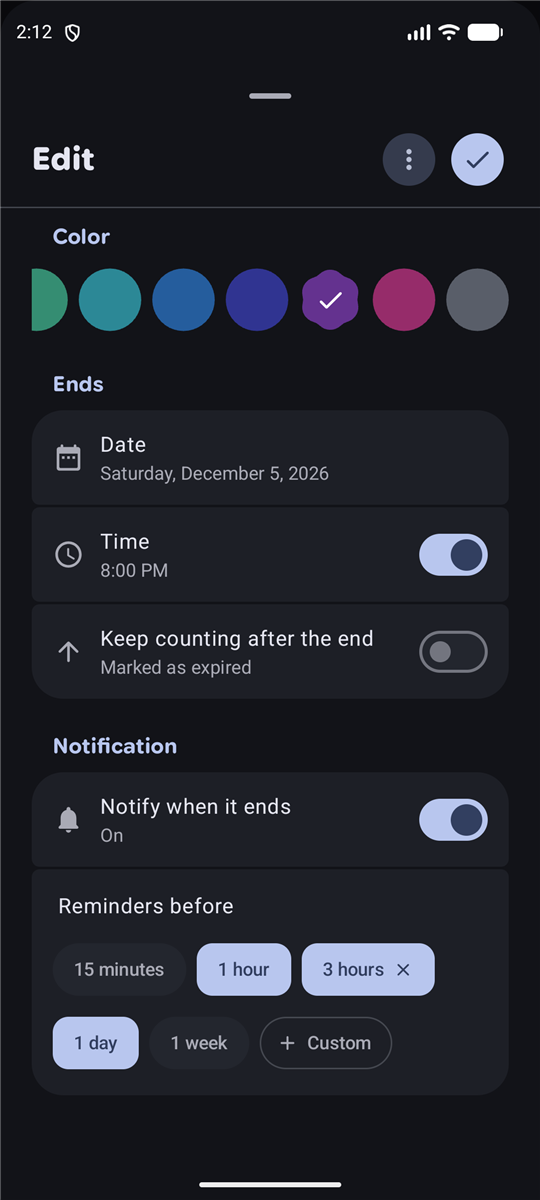 2:12
Edit
Color
Ends
Date
Saturday, December 5, 2026
Time
8:00 PM
Keep counting after the end
Marked as expired
Notification
Notify when it ends
On
Reminders before
15 minutes 1 hour 3 hours
1 day 1 week + Custom